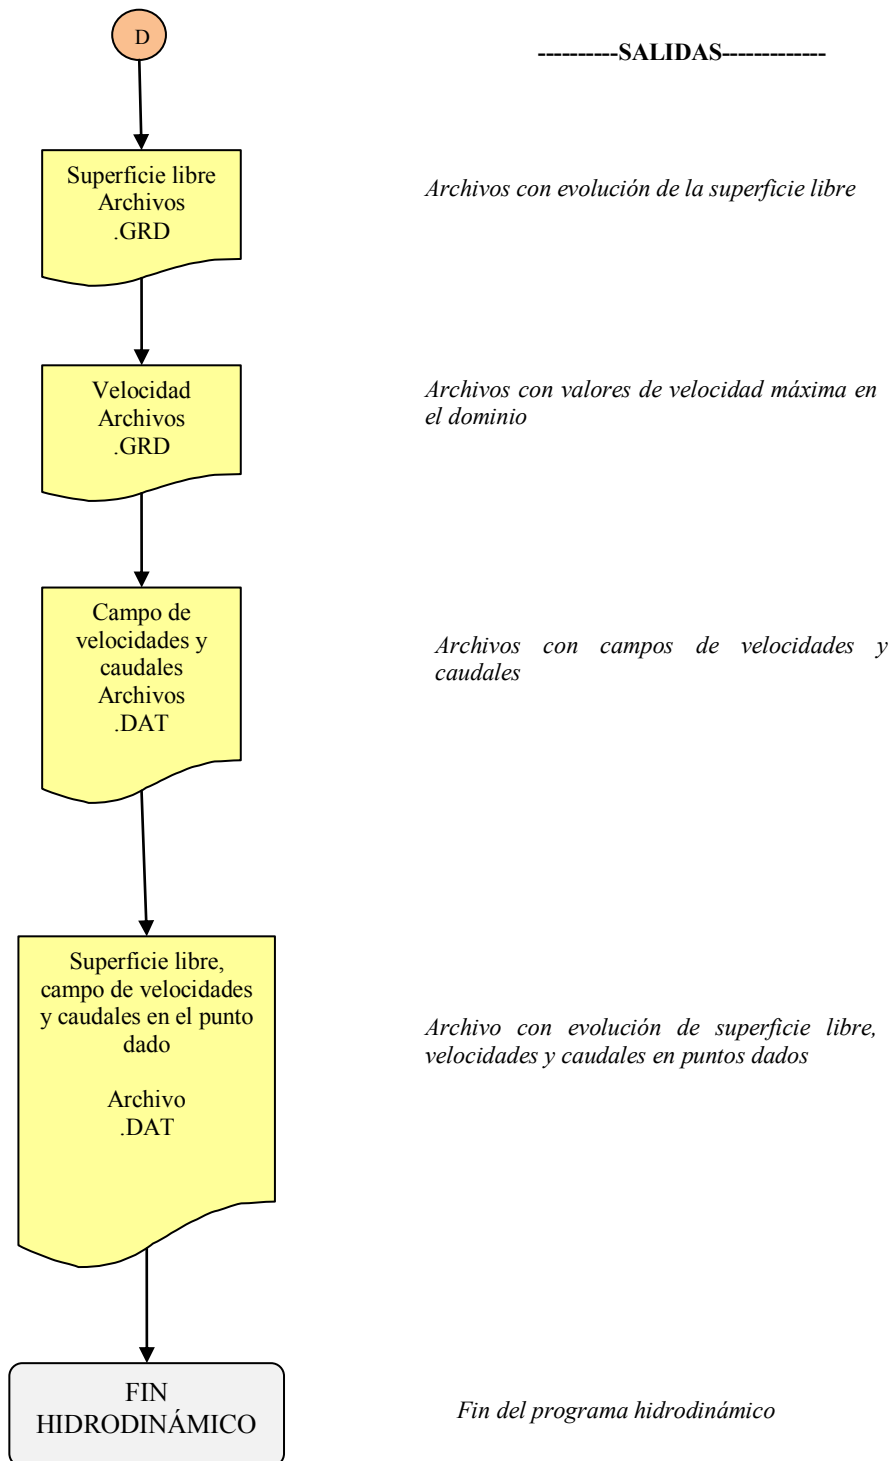 D
----------SALIDAS-------------
Superficie libre
Archivos
.GRD
Archivos con evolución de la superficie libre
Velocidad
Archivos
.GRD
Archivos con valores de velocidad máxima en
el dominio
Campo de
velocidades y
caudales
Archivos
.DAT
Archivos con campos de velocidades y
caudales
Superficie libre,
campo de velocidades
y caudales en el punto
dado
Archivo
.DAT
Archivo con evolución de superficie libre,
velocidades y caudales en puntos dados
FIN
HIDRODINÁMICO
Fin del programa hidrodinámico